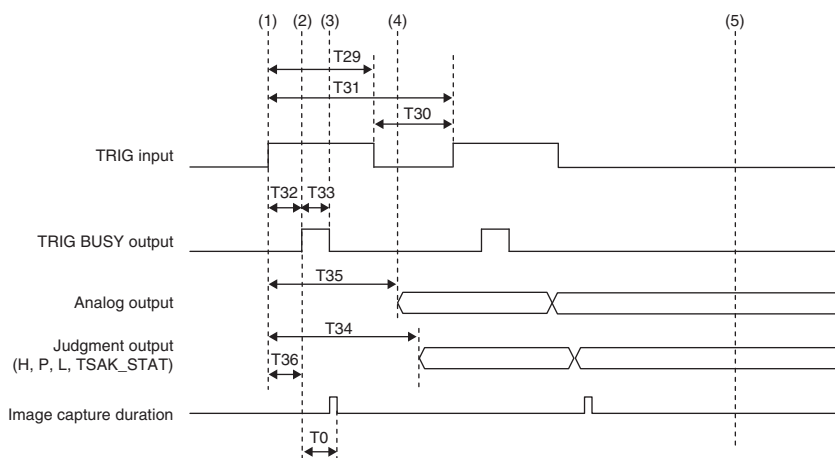 (1) (2) (3) (4) (5)
T29
T31
T30
TRIG input
T32 T33
TRIG BUSY output
T35
Analog output
T34
Judgment output
(H, P, L, TSAK_STAT)
T36
Image capture duration
T0